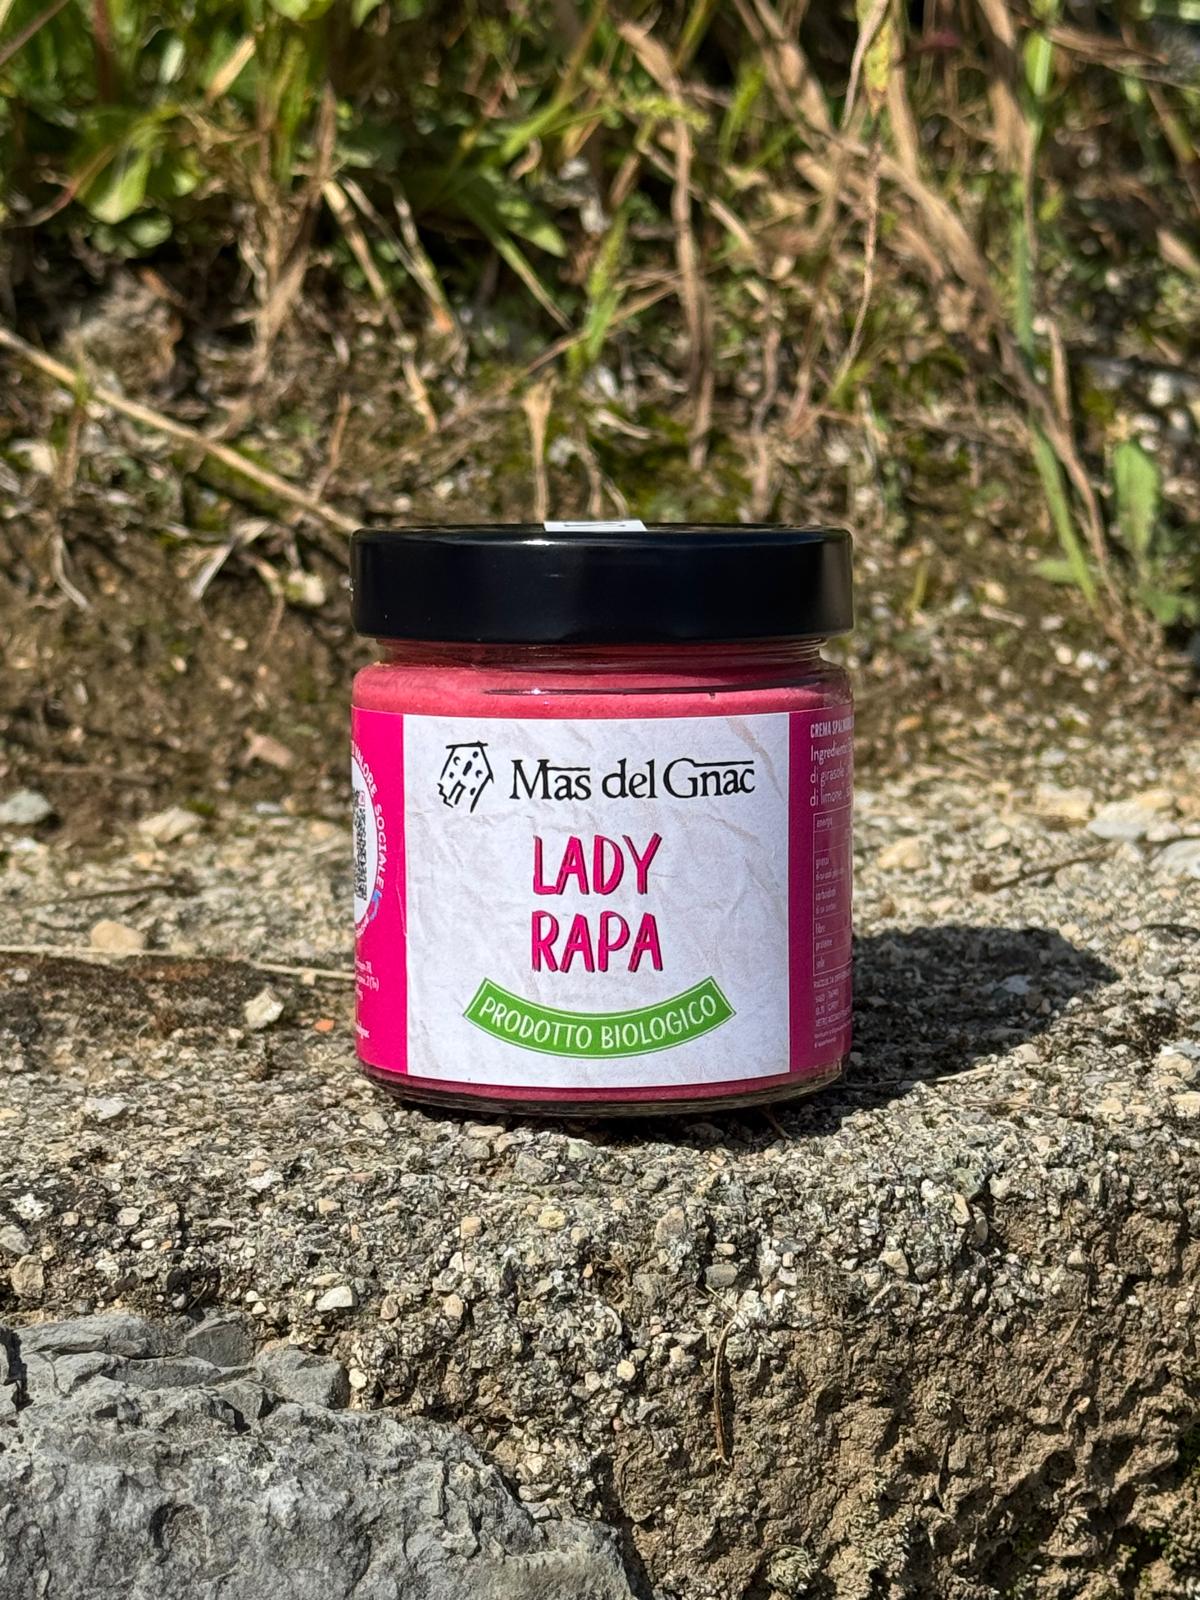 Mas del Gnac
LADY
RAPA
PRODOTTO BIOLOGICO
VALORE SOCIALE
CREMA
Ingredienti
di girasole
di limone
energia
grassi
carboidrati
fibre
proteine
sale